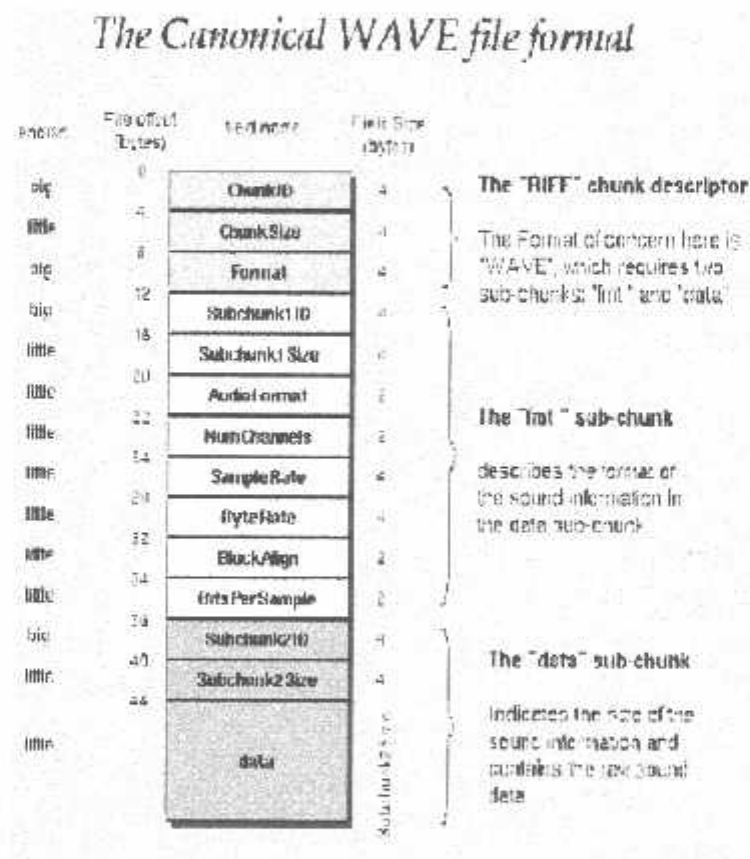 The Canonical WAVE file format
endian
File offset
(bytes)
field name
Field Size
(bytes)
0
big
ChunkID
4
4
little
ChunkSize
4
8
big
Format
4
12
big
Subchunk1 ID
4
16
little
Subchunk1 Size
4
20
little
AudioFormat
2
22
little
NumChannels
2
24
little
SampleRate
4
28
little
ByteRate
4
32
little
BlockAlign
2
34
little
BitsPerSample
2
36
big
Subchunk2 ID
4
40
little
Subchunk2 Size
4
44
little
data
Subchunk2Size
The "RIFF" chunk descriptor
The Format of concern here is
"WAVE", which requires two
sub-chunks: "fmt " and "data"
The "fmt " sub-chunk
describes the format of
the sound information in
the data sub-chunk
The "data" sub-chunk
Indicates the size of the
sound information and
contains the raw sound
data